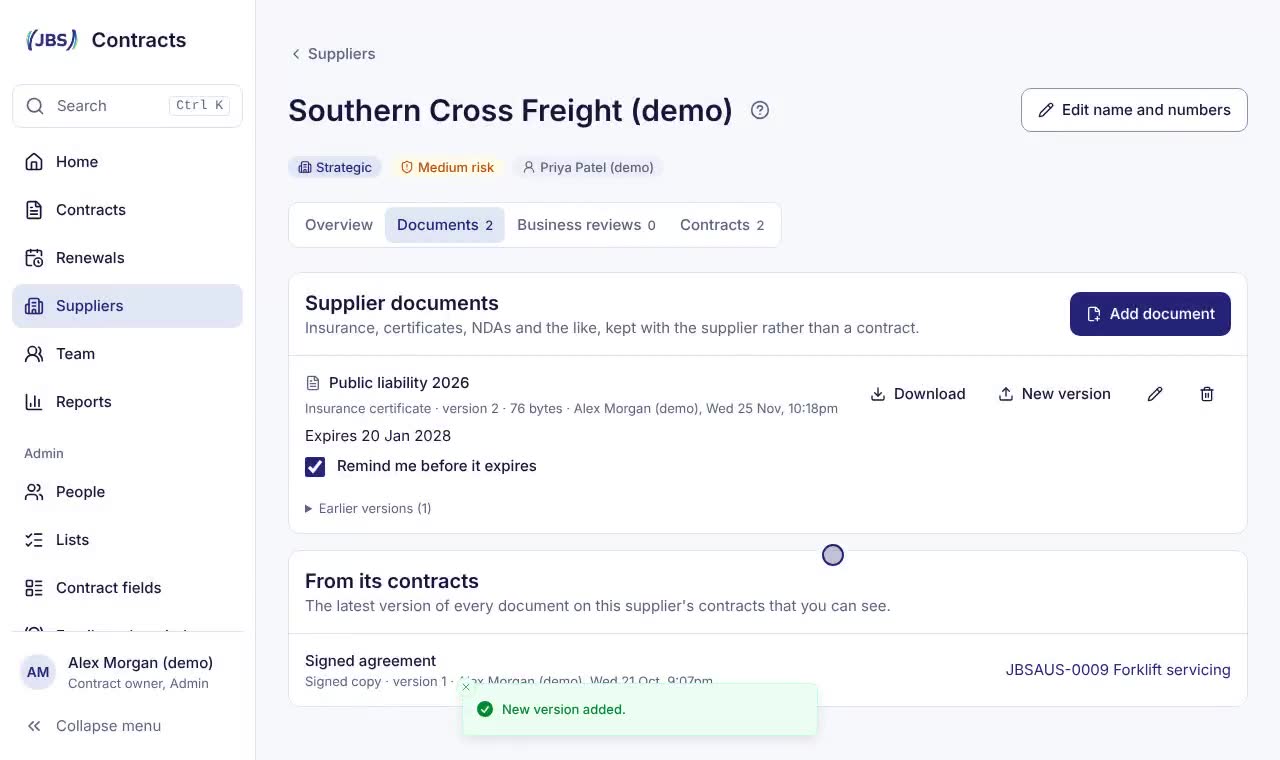 JBS Contracts
Search Ctrl K
Home
Contracts
Renewals
Suppliers
Team
Reports
Admin
People
Lists
Contract fields
AM Alex Morgan (demo)
Contract owner, Admin
Collapse menu
Suppliers
Southern Cross Freight (demo)
Edit name and numbers
Strategic Medium risk Priya Patel (demo)
Overview Documents 2 Business reviews 0 Contracts 2
Supplier documents
Insurance, certificates, NDAs and the like, kept with the supplier rather than a contract.
Add document
Public liability 2026
Insurance certificate · version 2 · 76 bytes · Alex Morgan (demo), Wed 25 Nov, 10:18pm
Download New version
Expires 20 Jan 2028
Remind me before it expires
Earlier versions (1)
From its contracts
The latest version of every document on this supplier's contracts that you can see.
Signed agreement
Signed copy · version 1 · Alex Morgan (demo), Wed 21 Oct, 9:07pm
JBSAUS-0009 Forklift servicing
New version added.